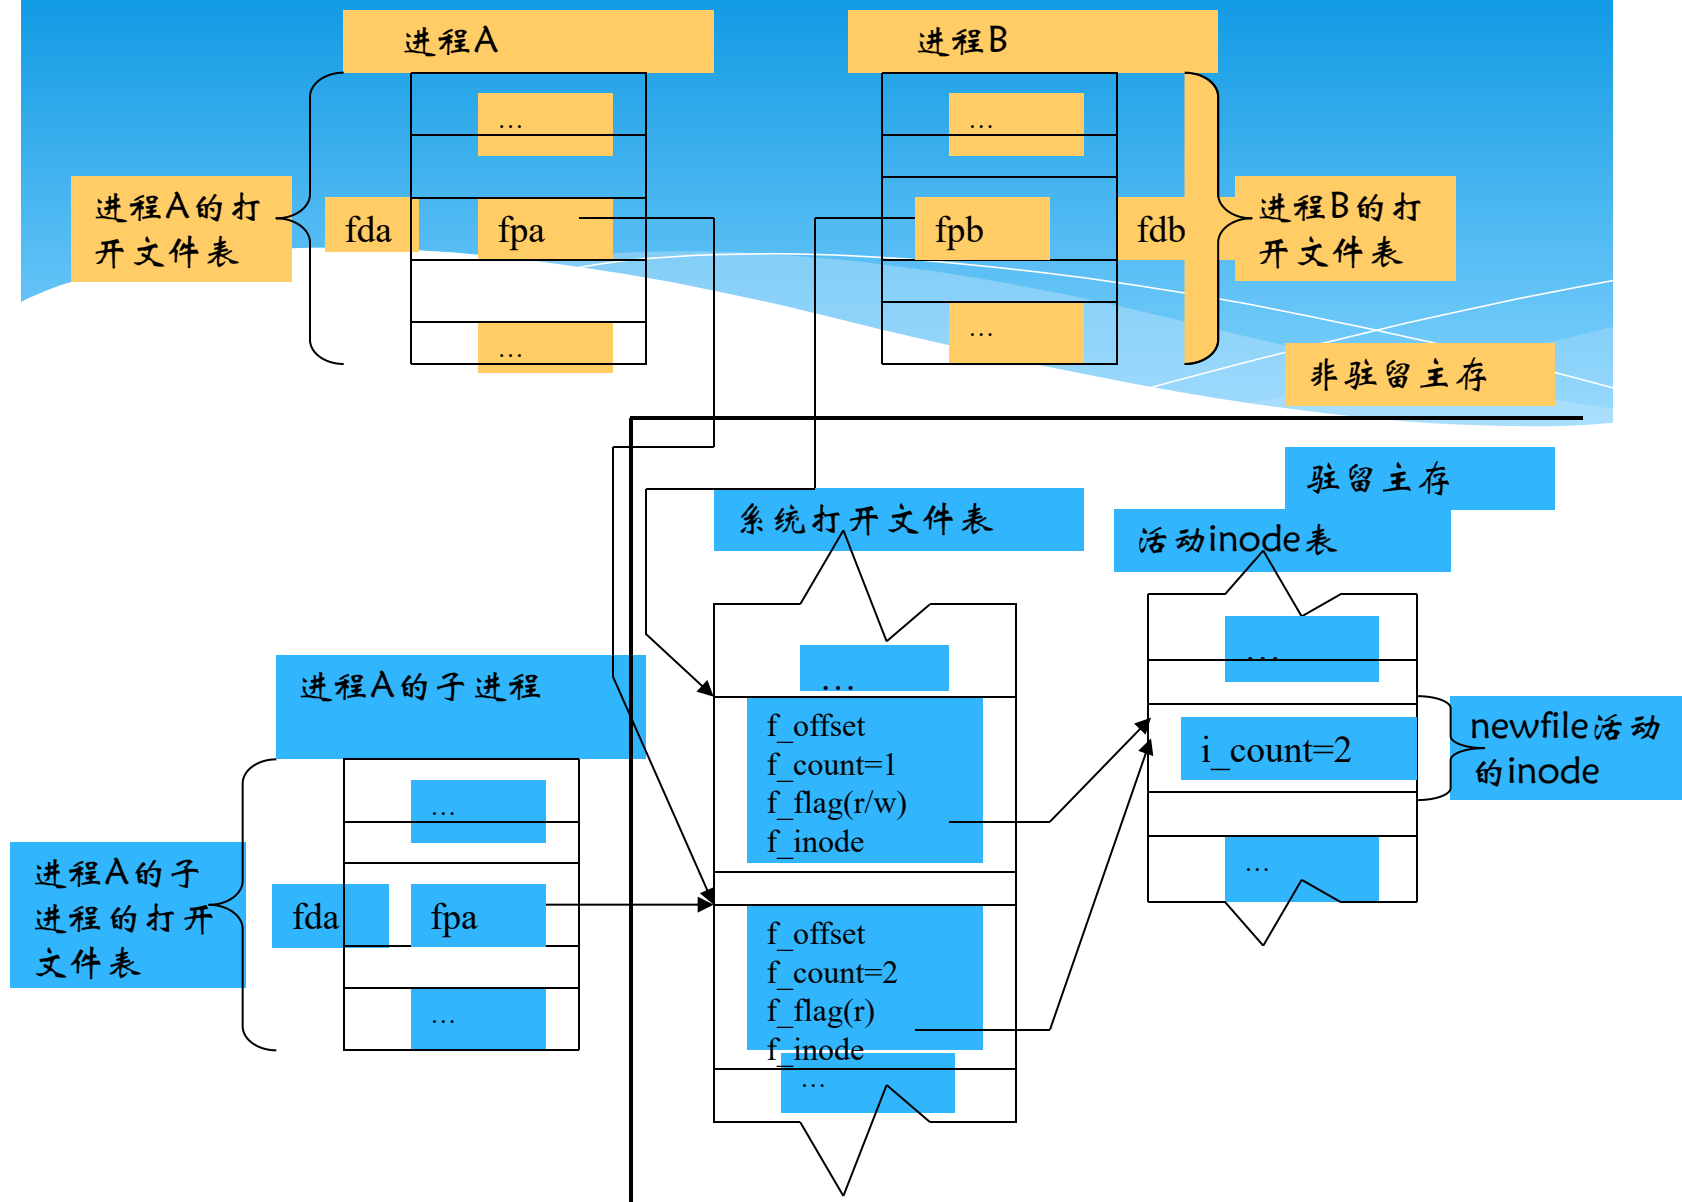 进程A
进程B
…
…
进程A的打
开文件表
fda
fpa
fpb
fdb
进程B的打
开文件表
…
…
非驻留主存
驻留主存
系统打开文件表
活动inode表
…
…
进程A的子进程
f_offset
f_count=1
f_flag(r/w)
f_inode
i_count=2
newfile活动
的inode
…
…
进程A的子
进程的打开
文件表
fda
fpa
f_offset
f_count=2
f_flag(r)
f_inode
…
…